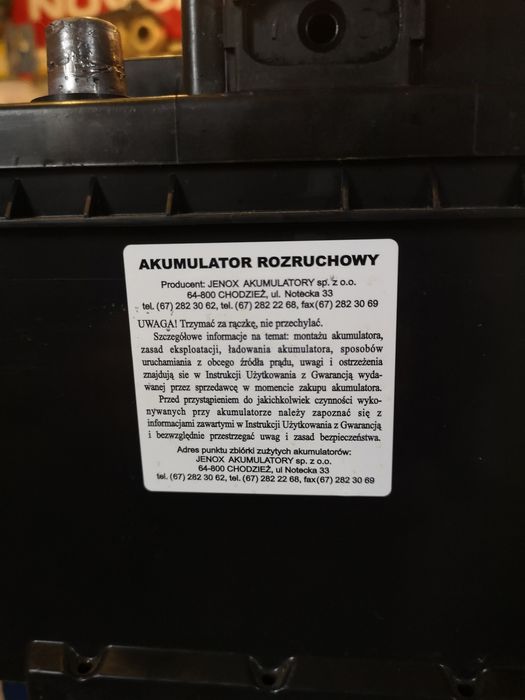 AKUMULATOR ROZRUCHOWY
Producent: JENOX AKUMULATORY sp. z o.o.
64-800 CHODZIEŻ, ul. Notecka 33
tel. (67) 282 30 62, tel. (67) 282 22 68, fax(67) 282 30 69
UWAGA! Trzymać za rączkę, nie przechylać.
Szczegółowe informacje na temat: montażu akumulatora,
zasad eksploatacji, ładowania akumulatora, sposobów
uruchamiania z obcego źródła prądu, uwagi i ostrzeżenia
znajdują sie w Instrukcji Użytkowania z Gwarancją wyda-
wanej przez sprzedawcę w momencie zakupu akumulatora.
Przed przystąpieniem do jakichkolwiek czynności wyko-
nywanych przy akumulatorze należy zapoznać się z
informacjami zawartymi w Instrukcji Użytkowania z Gwarancją
i bezwzględnie przestrzegać uwag i zasad bezpieczeństwa.
Adres punktu zbiórki zużytych akumulatorów:
JENOX AKUMULATORY sp. z o.o.
64-800 CHODZIEŻ, ul Notecka 33
tel. (67) 282 30 62, tel. (67) 282 22 68, fax(67) 282 30 69